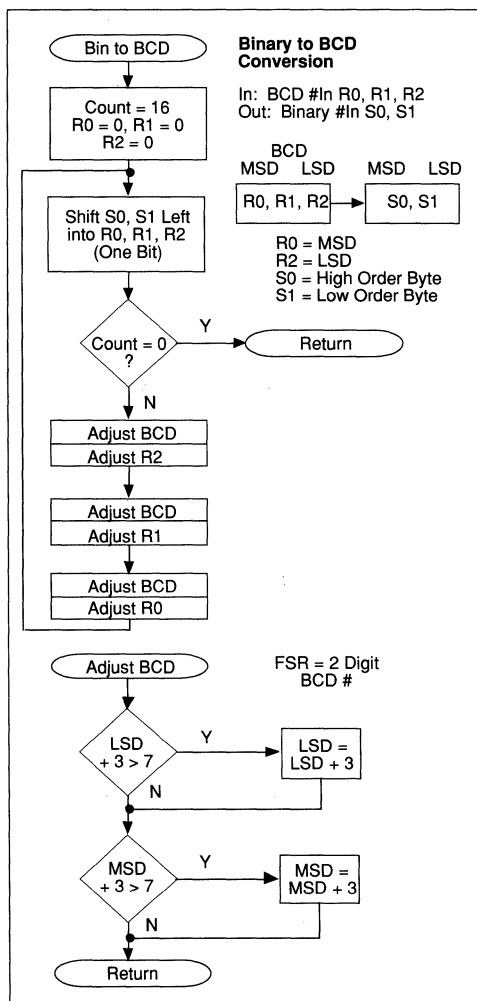 Bin to BCD
Binary to BCD
Conversion
In: BCD #In R0, R1, R2
Out: Binary #In S0, S1
Count = 16
R0 = 0, R1 = 0
R2 = 0
BCD
MSD LSD MSD LSD
R0, R1, R2 S0, S1
R0 = MSD
R2 = LSD
S0 = High Order Byte
S1 = Low Order Byte
Shift S0, S1 Left
into R0, R1, R2
(One Bit)
Count = 0
?
Y
Return
N
Adjust BCD
Adjust R2
Adjust BCD
Adjust R1
Adjust BCD
Adjust R0
Adjust BCD
FSR = 2 Digit
BCD #
LSD
+ 3 > 7
Y
LSD =
LSD + 3
N
MSD
+ 3 > 7
Y
MSD =
MSD + 3
N
Return